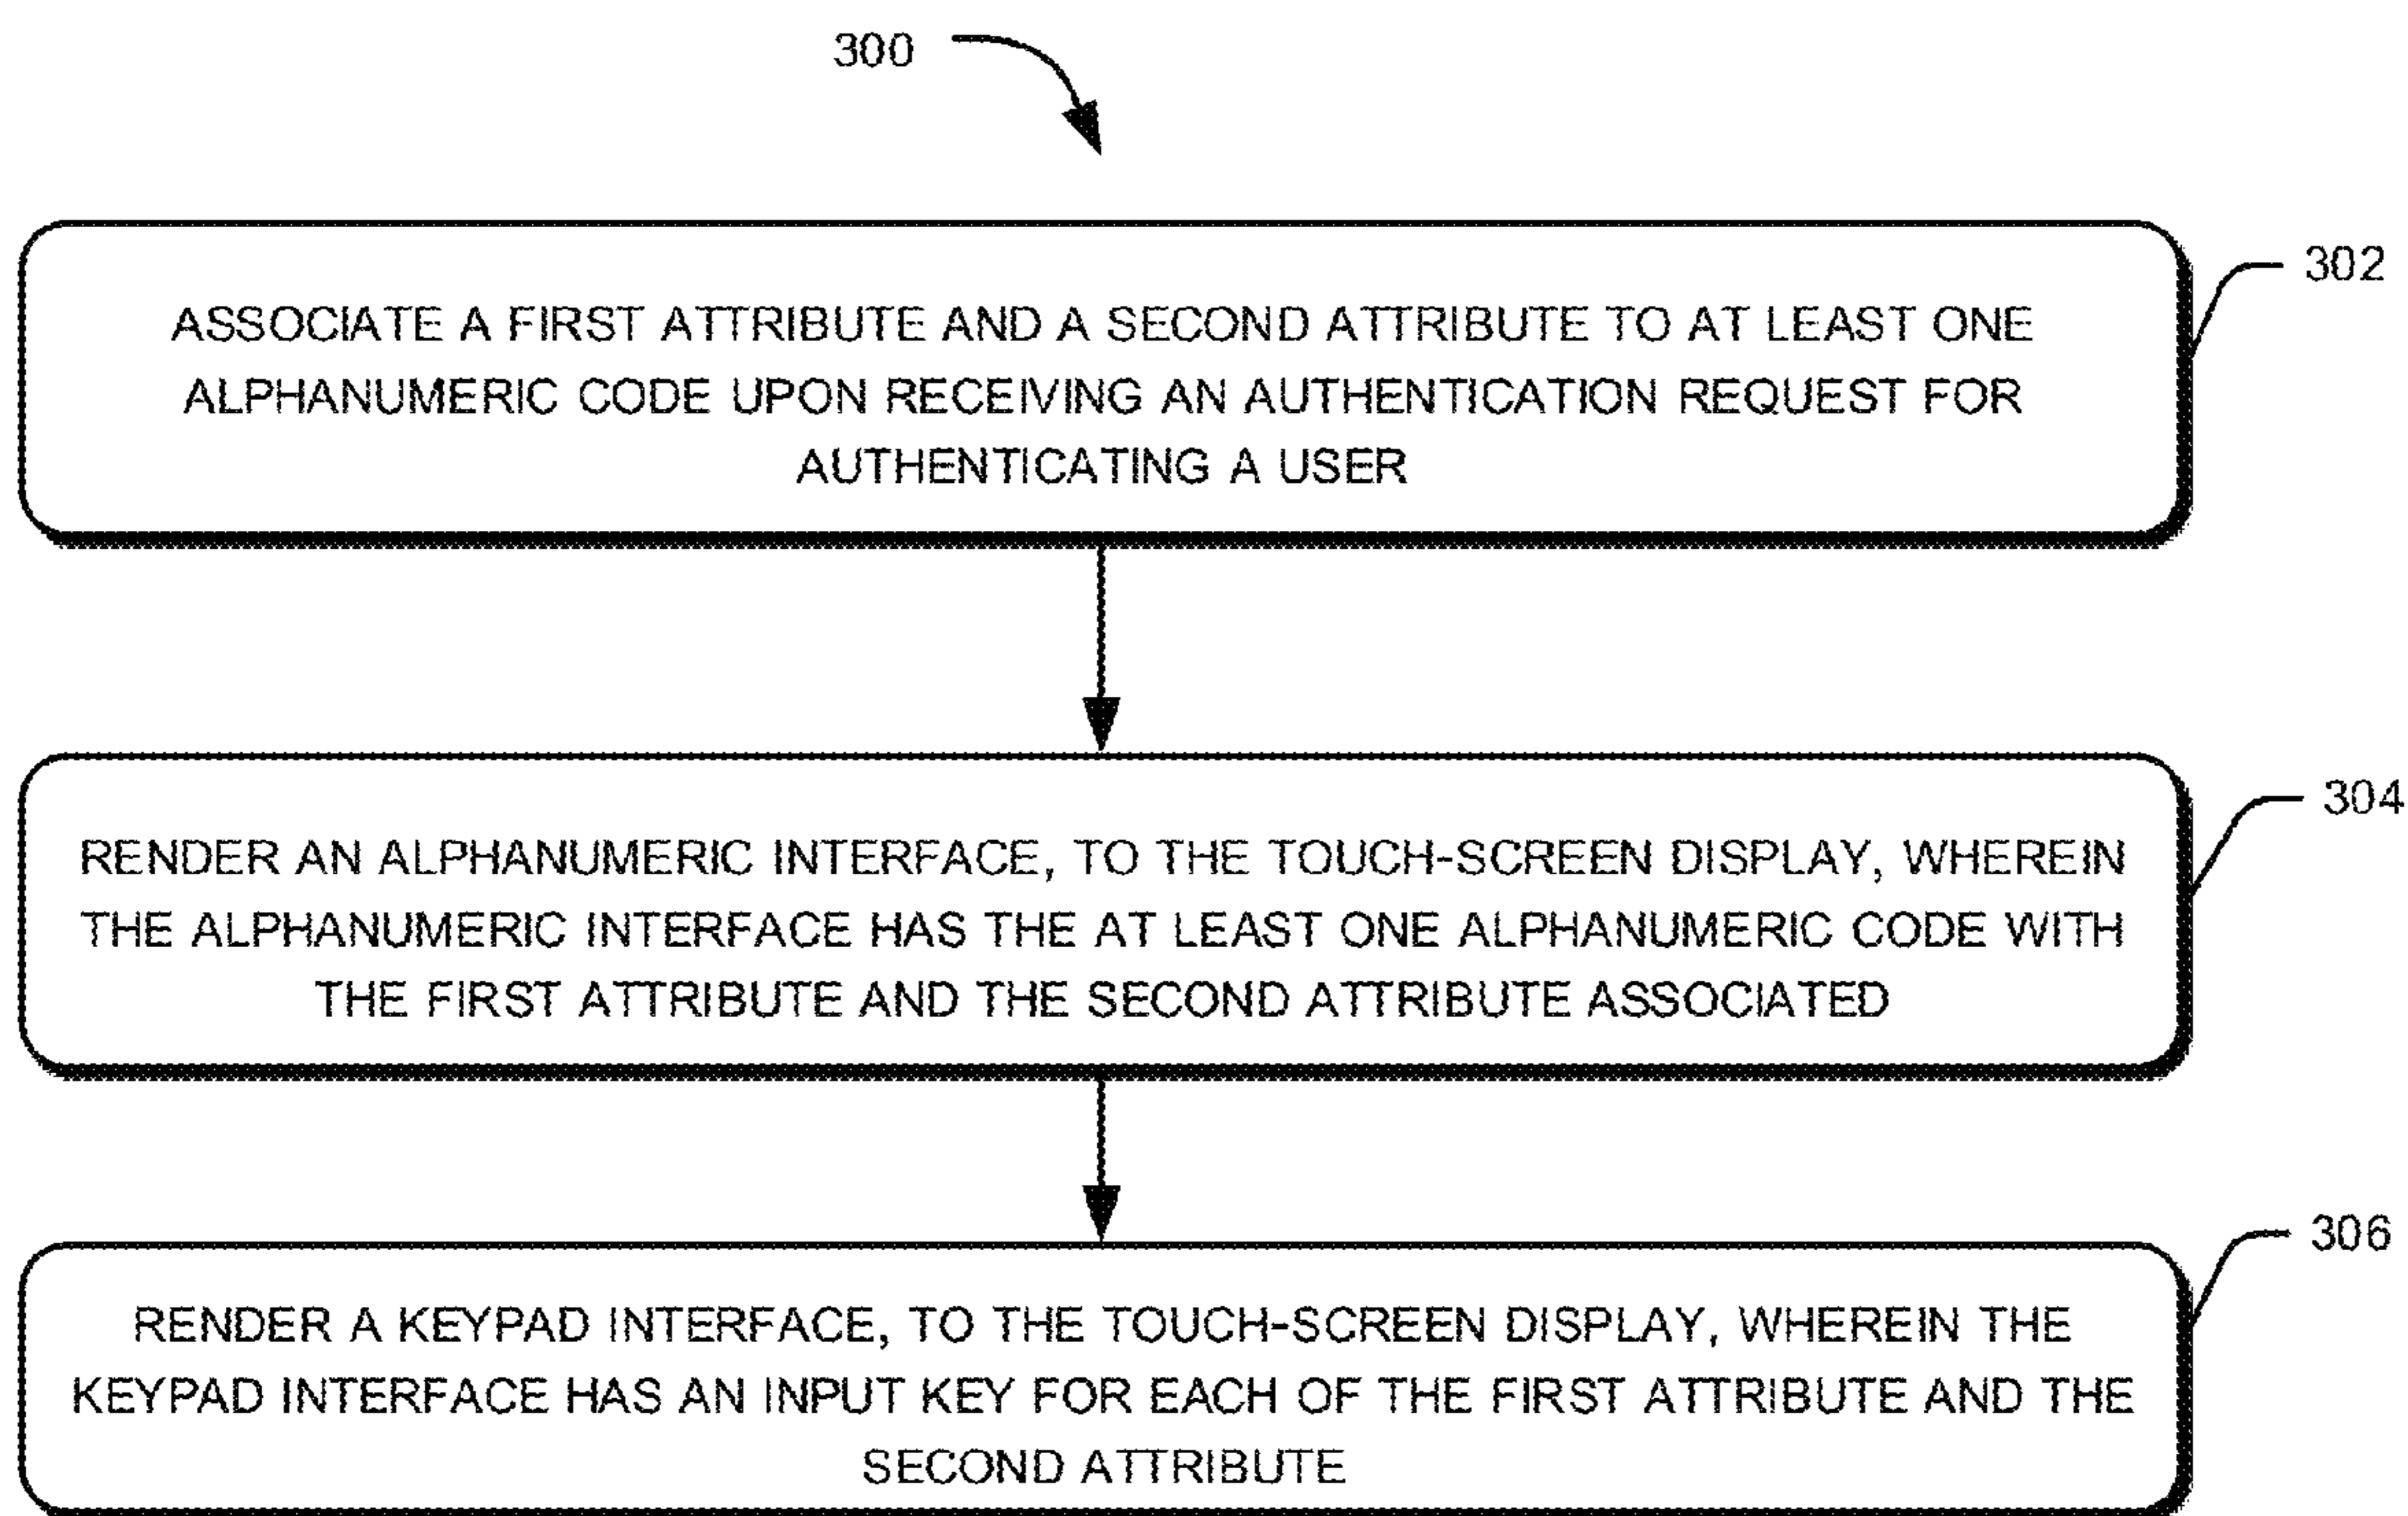 300
302
ASSOCIATE A FIRST ATTRIBUTE AND A SECOND ATTRIBUTE TO AT LEAST ONE
ALPHANUMERIC CODE UPON RECEIVING AN AUTHENTICATION REQUEST FOR
AUTHENTICATING A USER
304
RENDER AN ALPHANUMERIC INTERFACE, TO THE TOUCH-SCREEN DISPLAY, WHEREIN
THE ALPHANUMERIC INTERFACE HAS THE AT LEAST ONE ALPHANUMERIC CODE WITH
THE FIRST ATTRIBUTE AND THE SECOND ATTRIBUTE ASSOCIATED
306
RENDER A KEYPAD INTERFACE, TO THE TOUCH-SCREEN DISPLAY, WHEREIN THE
KEYPAD INTERFACE HAS AN INPUT KEY FOR EACH OF THE FIRST ATTRIBUTE AND THE
SECOND ATTRIBUTE